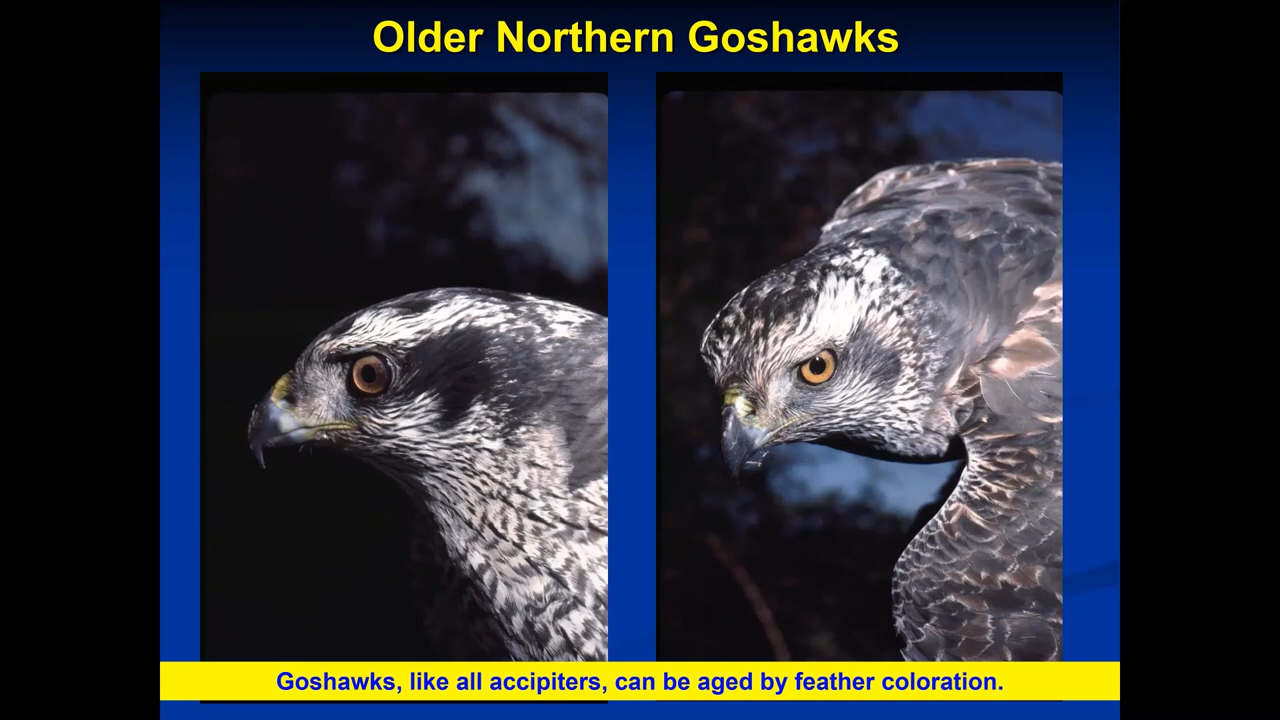 Older Northern Goshawks
Goshawks, like all accipiters, can be aged by feather coloration.